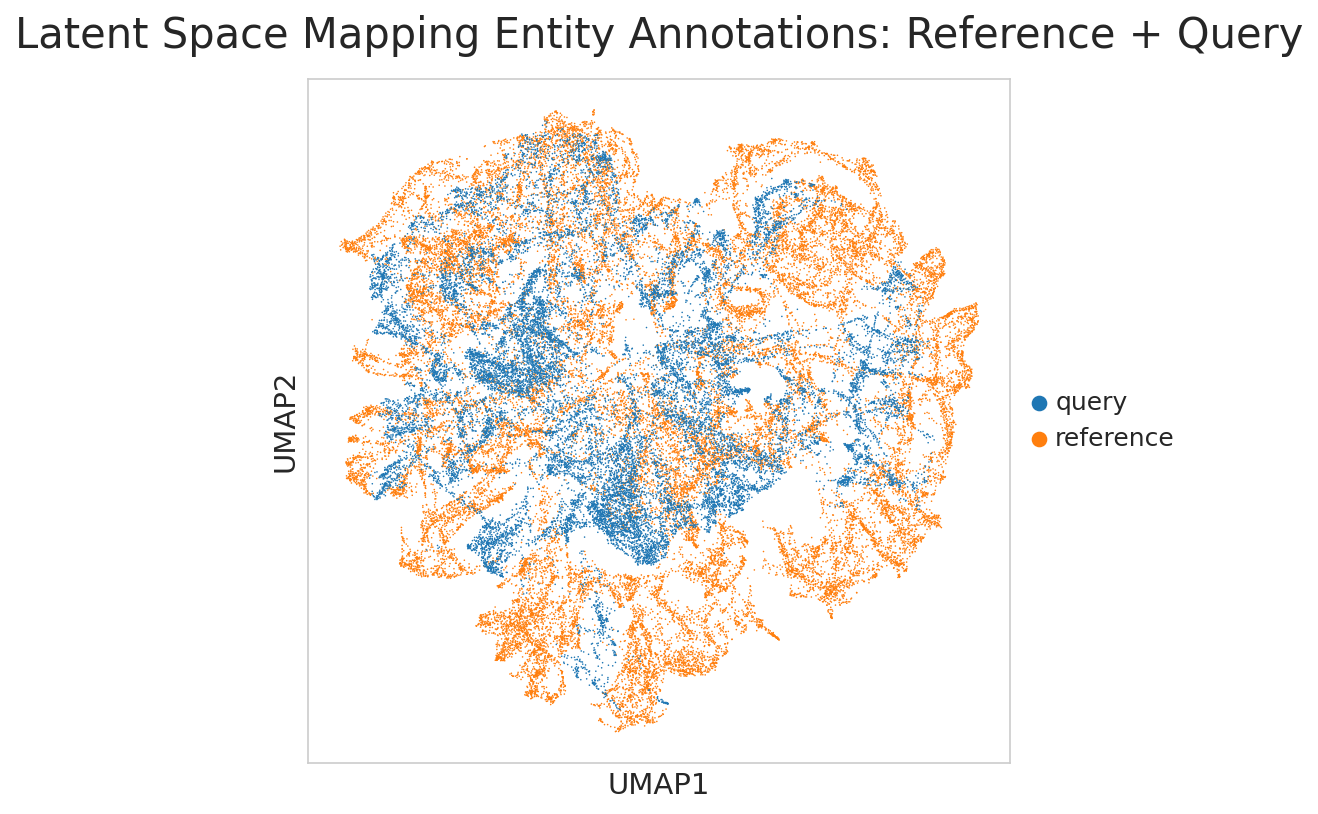 Latent Space Mapping Entity Annotations: Reference + Query
UMAP2
query
reference
UMAP1